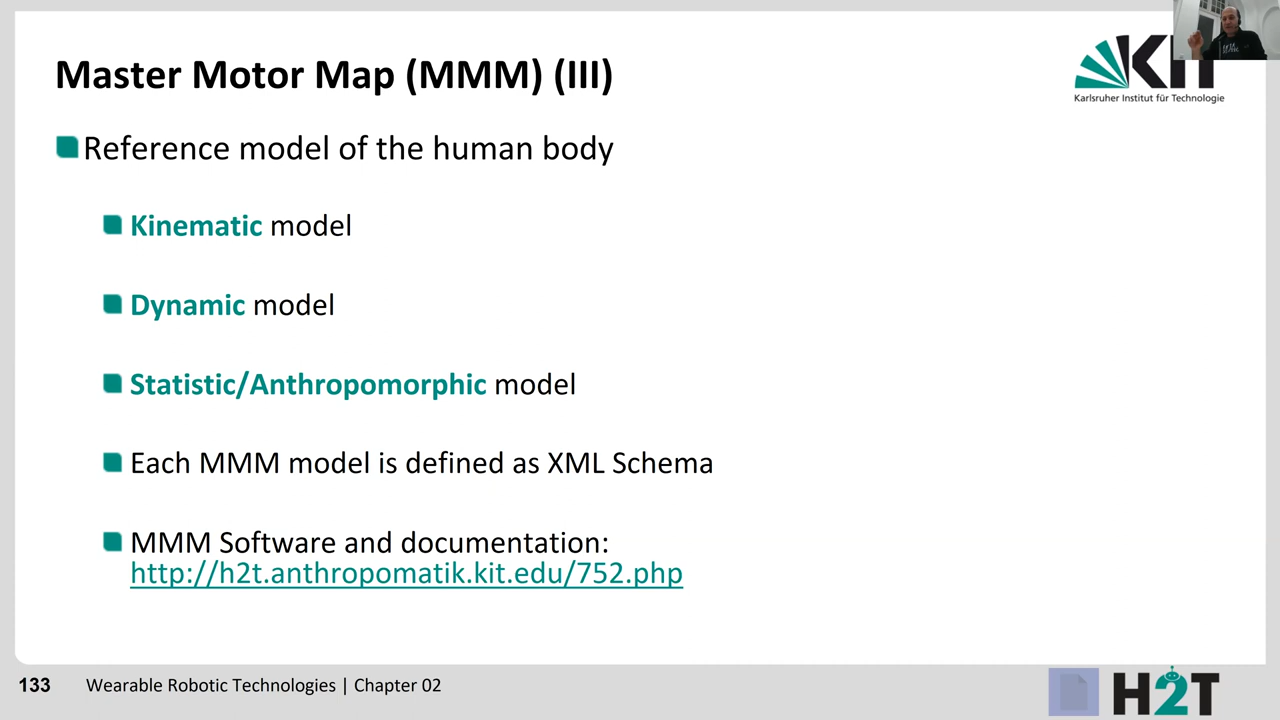 Master Motor Map (MMM) (III)
KIT
Karlsruher Institut für Technologie
Reference model of the human body
Kinematic model
Dynamic model
Statistic/Anthropomorphic model
Each MMM model is defined as XML Schema
MMM Software and documentation:
http://h2t.anthropomatik.kit.edu/752.php
133 Wearable Robotic Technologies | Chapter 02
H2T